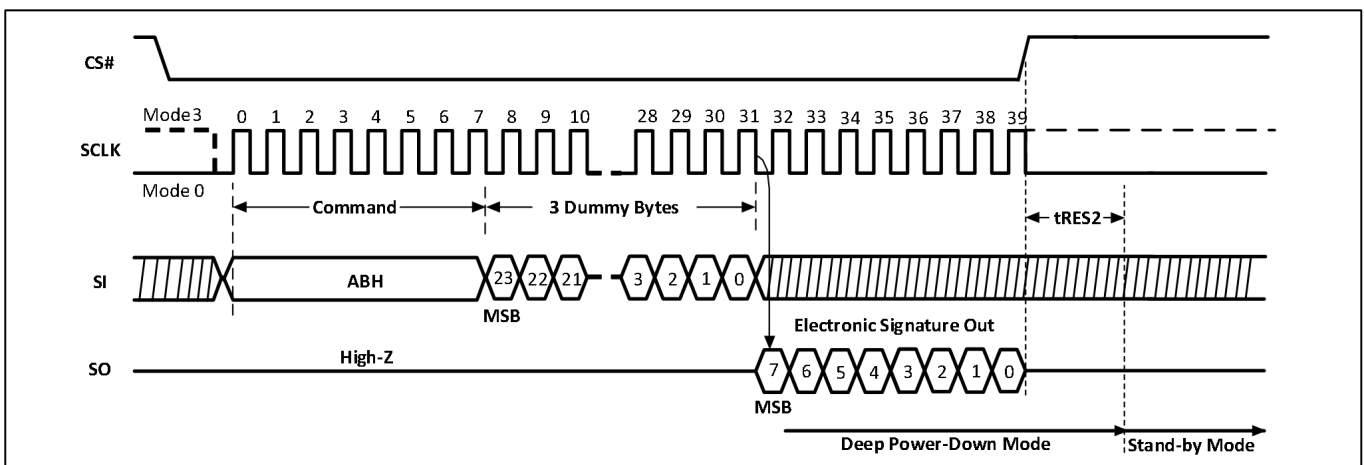 CS#
Mode3 0 1 2 3 4 5 6 7 8 9 10 28 29 30 31 32 33 34 35 36 37 38 39
SCLK
Mode 0
Command 3 Dummy Bytes
tRES2
SI ABH 23 22 21 3 2 1 0
MSB
Electronic Signature Out
High-Z
SO 7 6 5 4 3 2 1 0
MSB
Deep Power-Down Mode Stand-by Mode